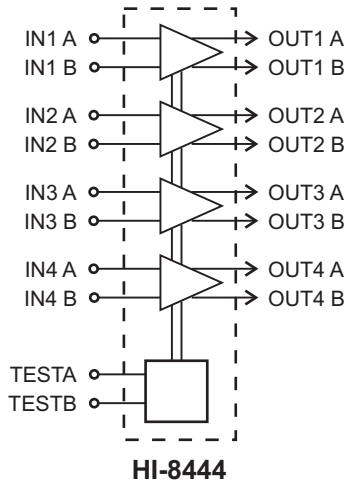 IN1 A OUT1 A
IN1 B OUT1 B
IN2 A OUT2 A
IN2 B OUT2 B
IN3 A OUT3 A
IN3 B OUT3 B
IN4 A OUT4 A
IN4 B OUT4 B
TESTA
TESTB
HI-8444